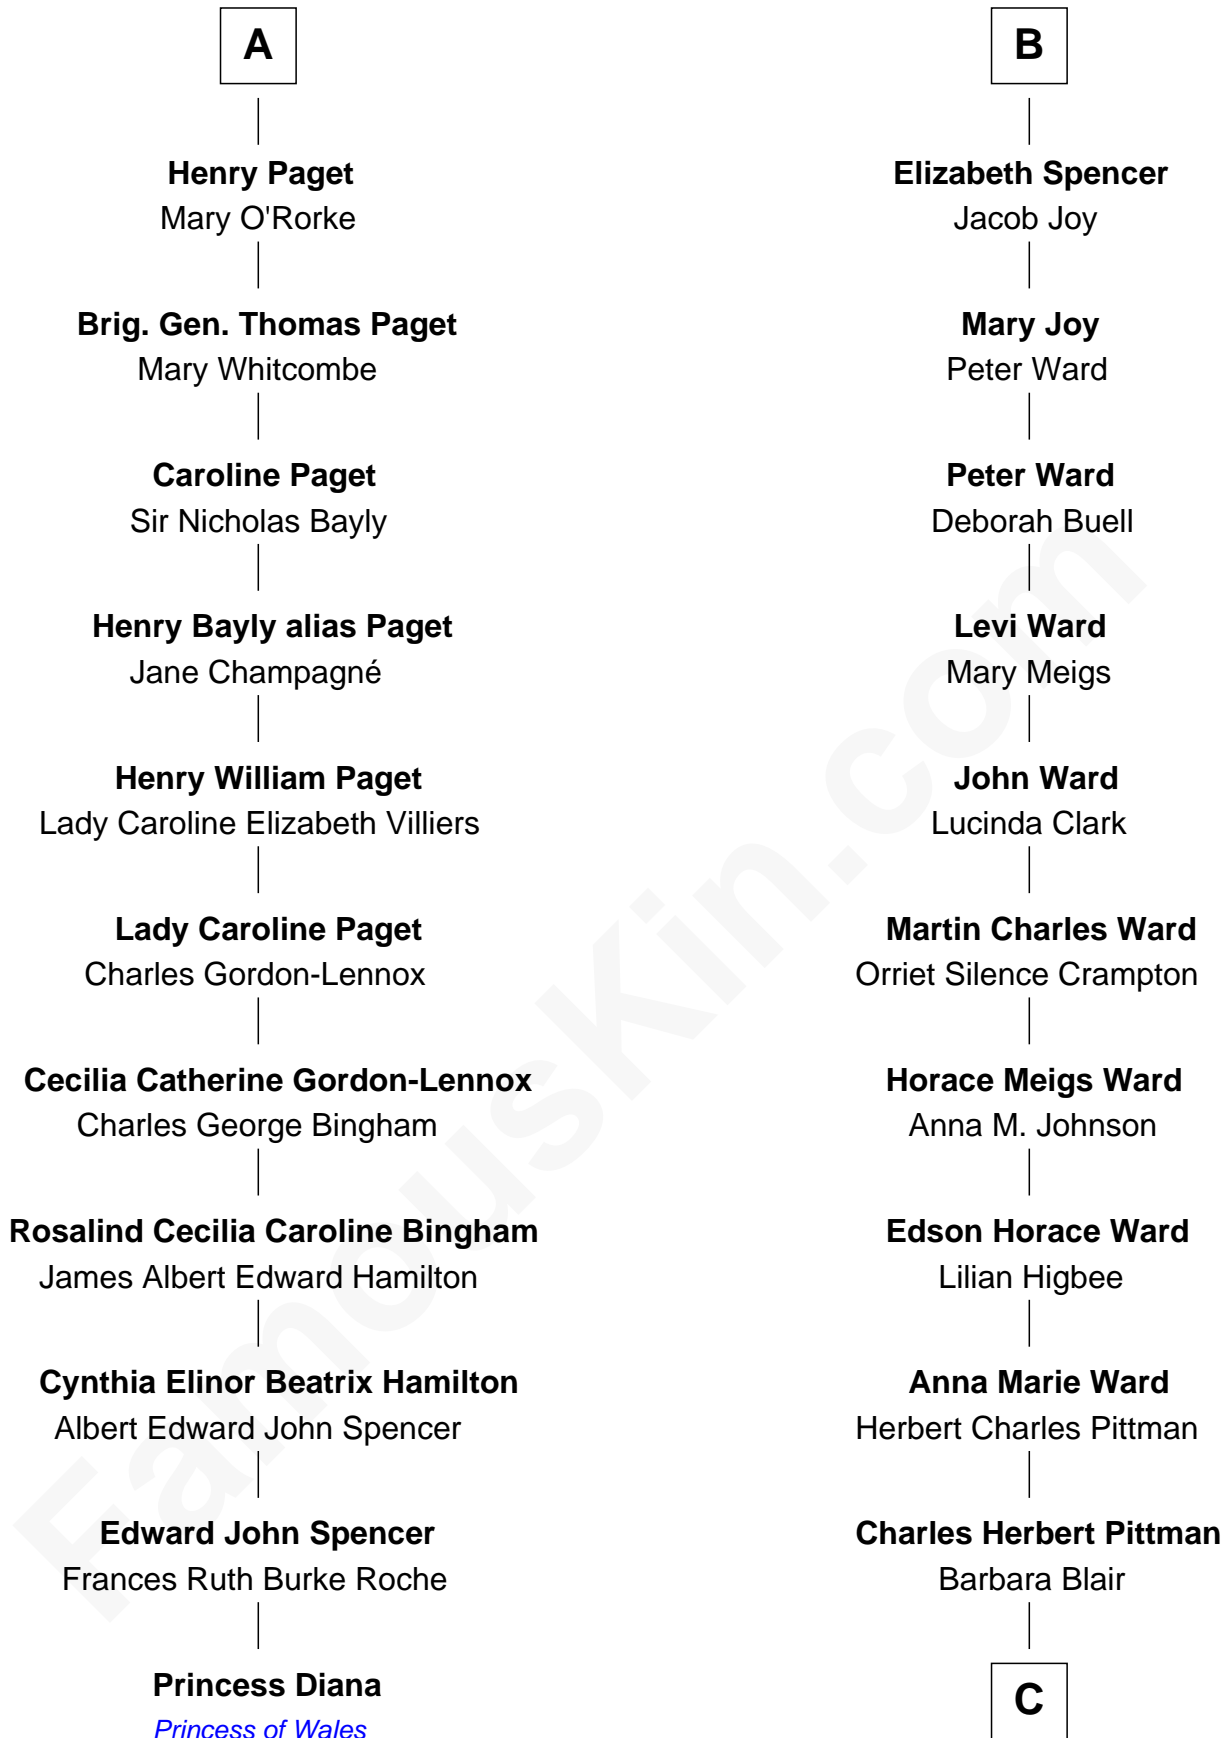 A
Henry Paget
Mary O'Rorke
Brig. Gen. Thomas Paget
Mary Whitcombe
Caroline Paget
Sir Nicholas Bayly
Henry Bayly alias Paget
Jane Champagné
Henry William Paget
Lady Caroline Elizabeth Villiers
Lady Caroline Paget
Charles Gordon-Lennox
Cecilia Catherine Gordon-Lennox
Charles George Bingham
Rosalind Cecilia Caroline Bingham
James Albert Edward Hamilton
Cynthia Elinor Beatrix Hamilton
Albert Edward John Spencer
Edward John Spencer
Frances Ruth Burke Roche
Princess Diana
Princess of Wales
B
Elizabeth Spencer
Jacob Joy
Mary Joy
Peter Ward
Peter Ward
Deborah Buell
Levi Ward
Mary Meigs
John Ward
Lucinda Clark
Martin Charles Ward
Orriet Silence Crampton
Horace Meigs Ward
Anna M. Johnson
Edson Horace Ward
Lilian Higbee
Anna Marie Ward
Herbert Charles Pittman
Charles Herbert Pittman
Barbara Blair
C
FamousKin.com